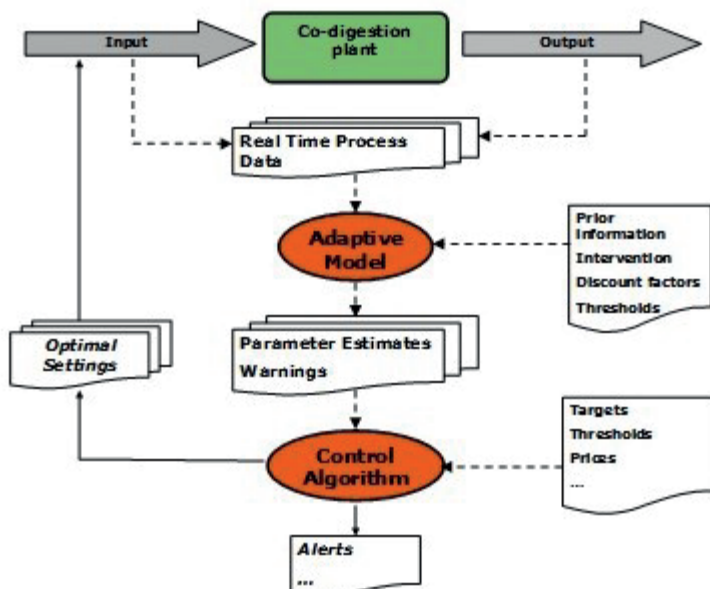 Input
Co-digestion
plant
Output
Real Time Process
Data
Adaptive
Model
Prior
Information
Intervention
Discount factors
Thresholds
Optimal
Settings
Parameter Estimates
Warnings
Targets
Thresholds
Prices
...
Control
Algorithm
Alerts
...